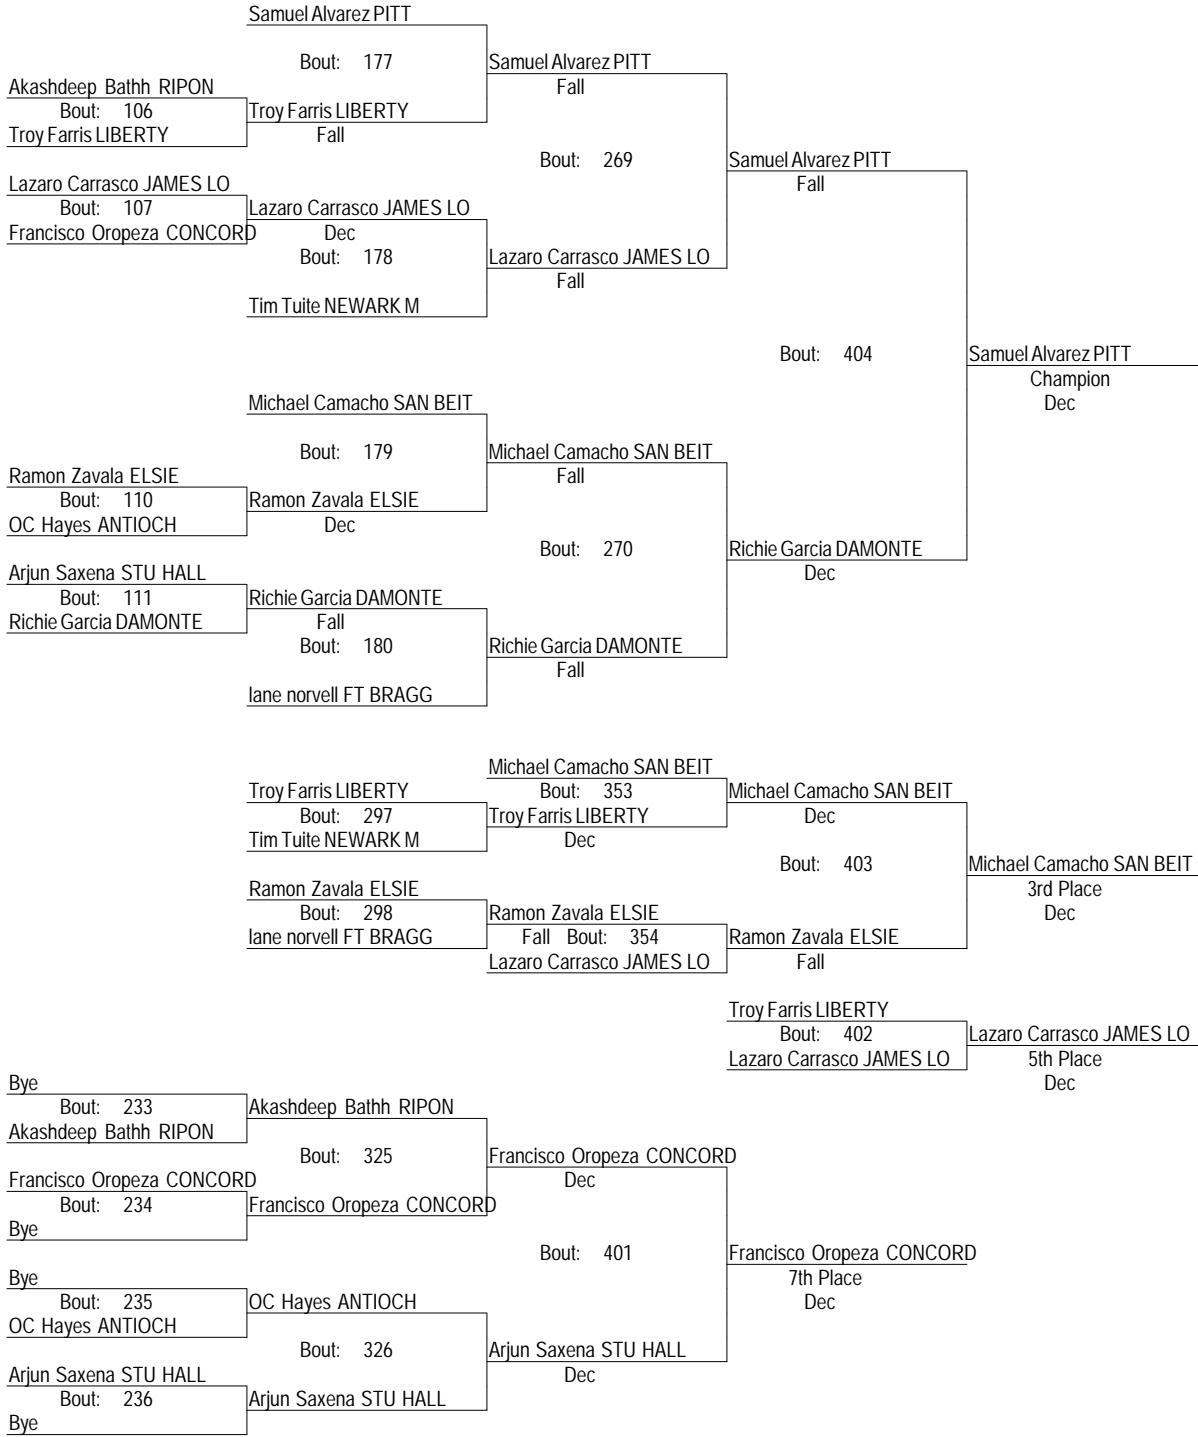 Samuel Alvarez PITT
Bout: 177 Samuel Alvarez PITT
Akashdeep Bathh RIPON Fall
Bout: 106 Troy Farris LIBERTY
Troy Farris LIBERTY Fall
Bout: 269 Samuel Alvarez PITT
Lazaro Carrasco JAMES LO Fall
Bout: 107 Lazaro Carrasco JAMES LO
Francisco Oropeza CONCORD Dec
Bout: 178 Lazaro Carrasco JAMES LO
Fall
Tim Tuite NEWARK M
Bout: 404 Samuel Alvarez PITT
Champion
Michael Camacho SAN BEIT Dec
Bout: 179 Michael Camacho SAN BEIT
Ramon Zavala ELSIE Fall
Bout: 110 Ramon Zavala ELSIE
OC Hayes ANTIOCH Dec
Bout: 270 Richie Garcia DAMONTE
Arjun Saxena STU HALL Dec
Bout: 111 Richie Garcia DAMONTE
Richie Garcia DAMONTE Fall
Bout: 180 Richie Garcia DAMONTE
Fall
lane norvell FT BRAGG
Michael Camacho SAN BEIT
Troy Farris LIBERTY Bout: 353 Michael Camacho SAN BEIT
Bout: 297 Troy Farris LIBERTY Dec
Tim Tuite NEWARK M Dec
Bout: 403 Michael Camacho SAN BEIT
Ramon Zavala ELSIE 3rd Place
Bout: 298 Ramon Zavala ELSIE Dec
lane norvell FT BRAGG Fall Bout: 354 Ramon Zavala ELSIE
Lazaro Carrasco JAMES LO Fall
Troy Farris LIBERTY
Bout: 402 Lazaro Carrasco JAMES LO
Lazaro Carrasco JAMES LO 5th Place
Bye Dec
Bout: 233 Akashdeep Bathh RIPON
Akashdeep Bathh RIPON
Bout: 325 Francisco Oropeza CONCORD
Francisco Oropeza CONCORD Dec
Bout: 234 Francisco Oropeza CONCORD
Bye
Bout: 401 Francisco Oropeza CONCORD
Bye 7th Place
Bout: 235 OC Hayes ANTIOCH Dec
OC Hayes ANTIOCH
Bout: 326 Arjun Saxena STU HALL
Arjun Saxena STU HALL Dec
Bout: 236 Arjun Saxena STU HALL
Bye